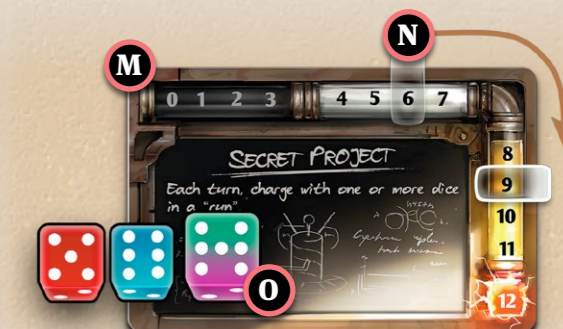 N
M
0 1 2 3 4 5 6 7
SECRET PROJECT
8
Each turn, charge with one or more dice
9
in a "run"
10
11
O
12